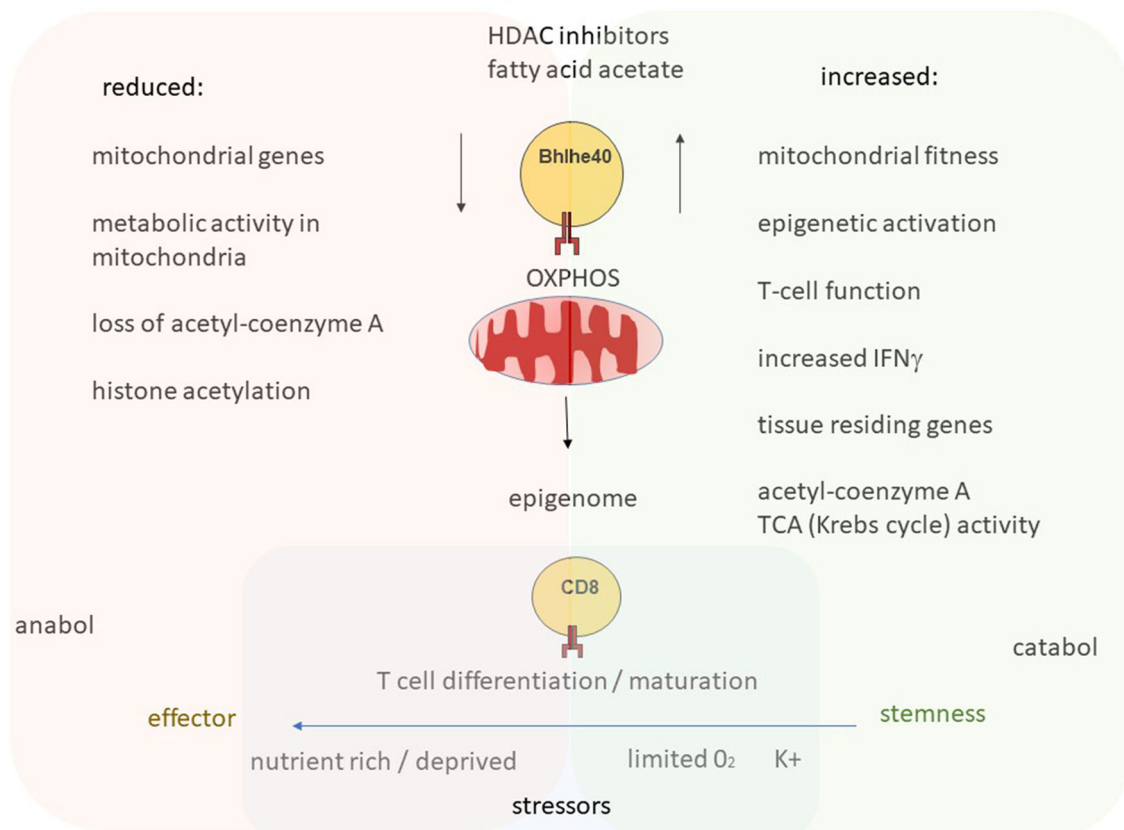 HDAC inhibitors
fatty acid acetate
reduced:
mitochondrial genes
metabolic activity in
mitochondria
loss of acetyl-coenzyme A
histone acetylation
Bhlhe40
OXPHOS
epigenome
increased:
mitochondrial fitness
epigenetic activation
T-cell function
increased IFNγ
tissue residing genes
acetyl-coenzyme A
TCA (Krebs cycle) activity
CD8
anabol
catabol
T cell differentiation / maturation
effector
stemness
nutrient rich / deprived
limited 0₂ K+
stressors